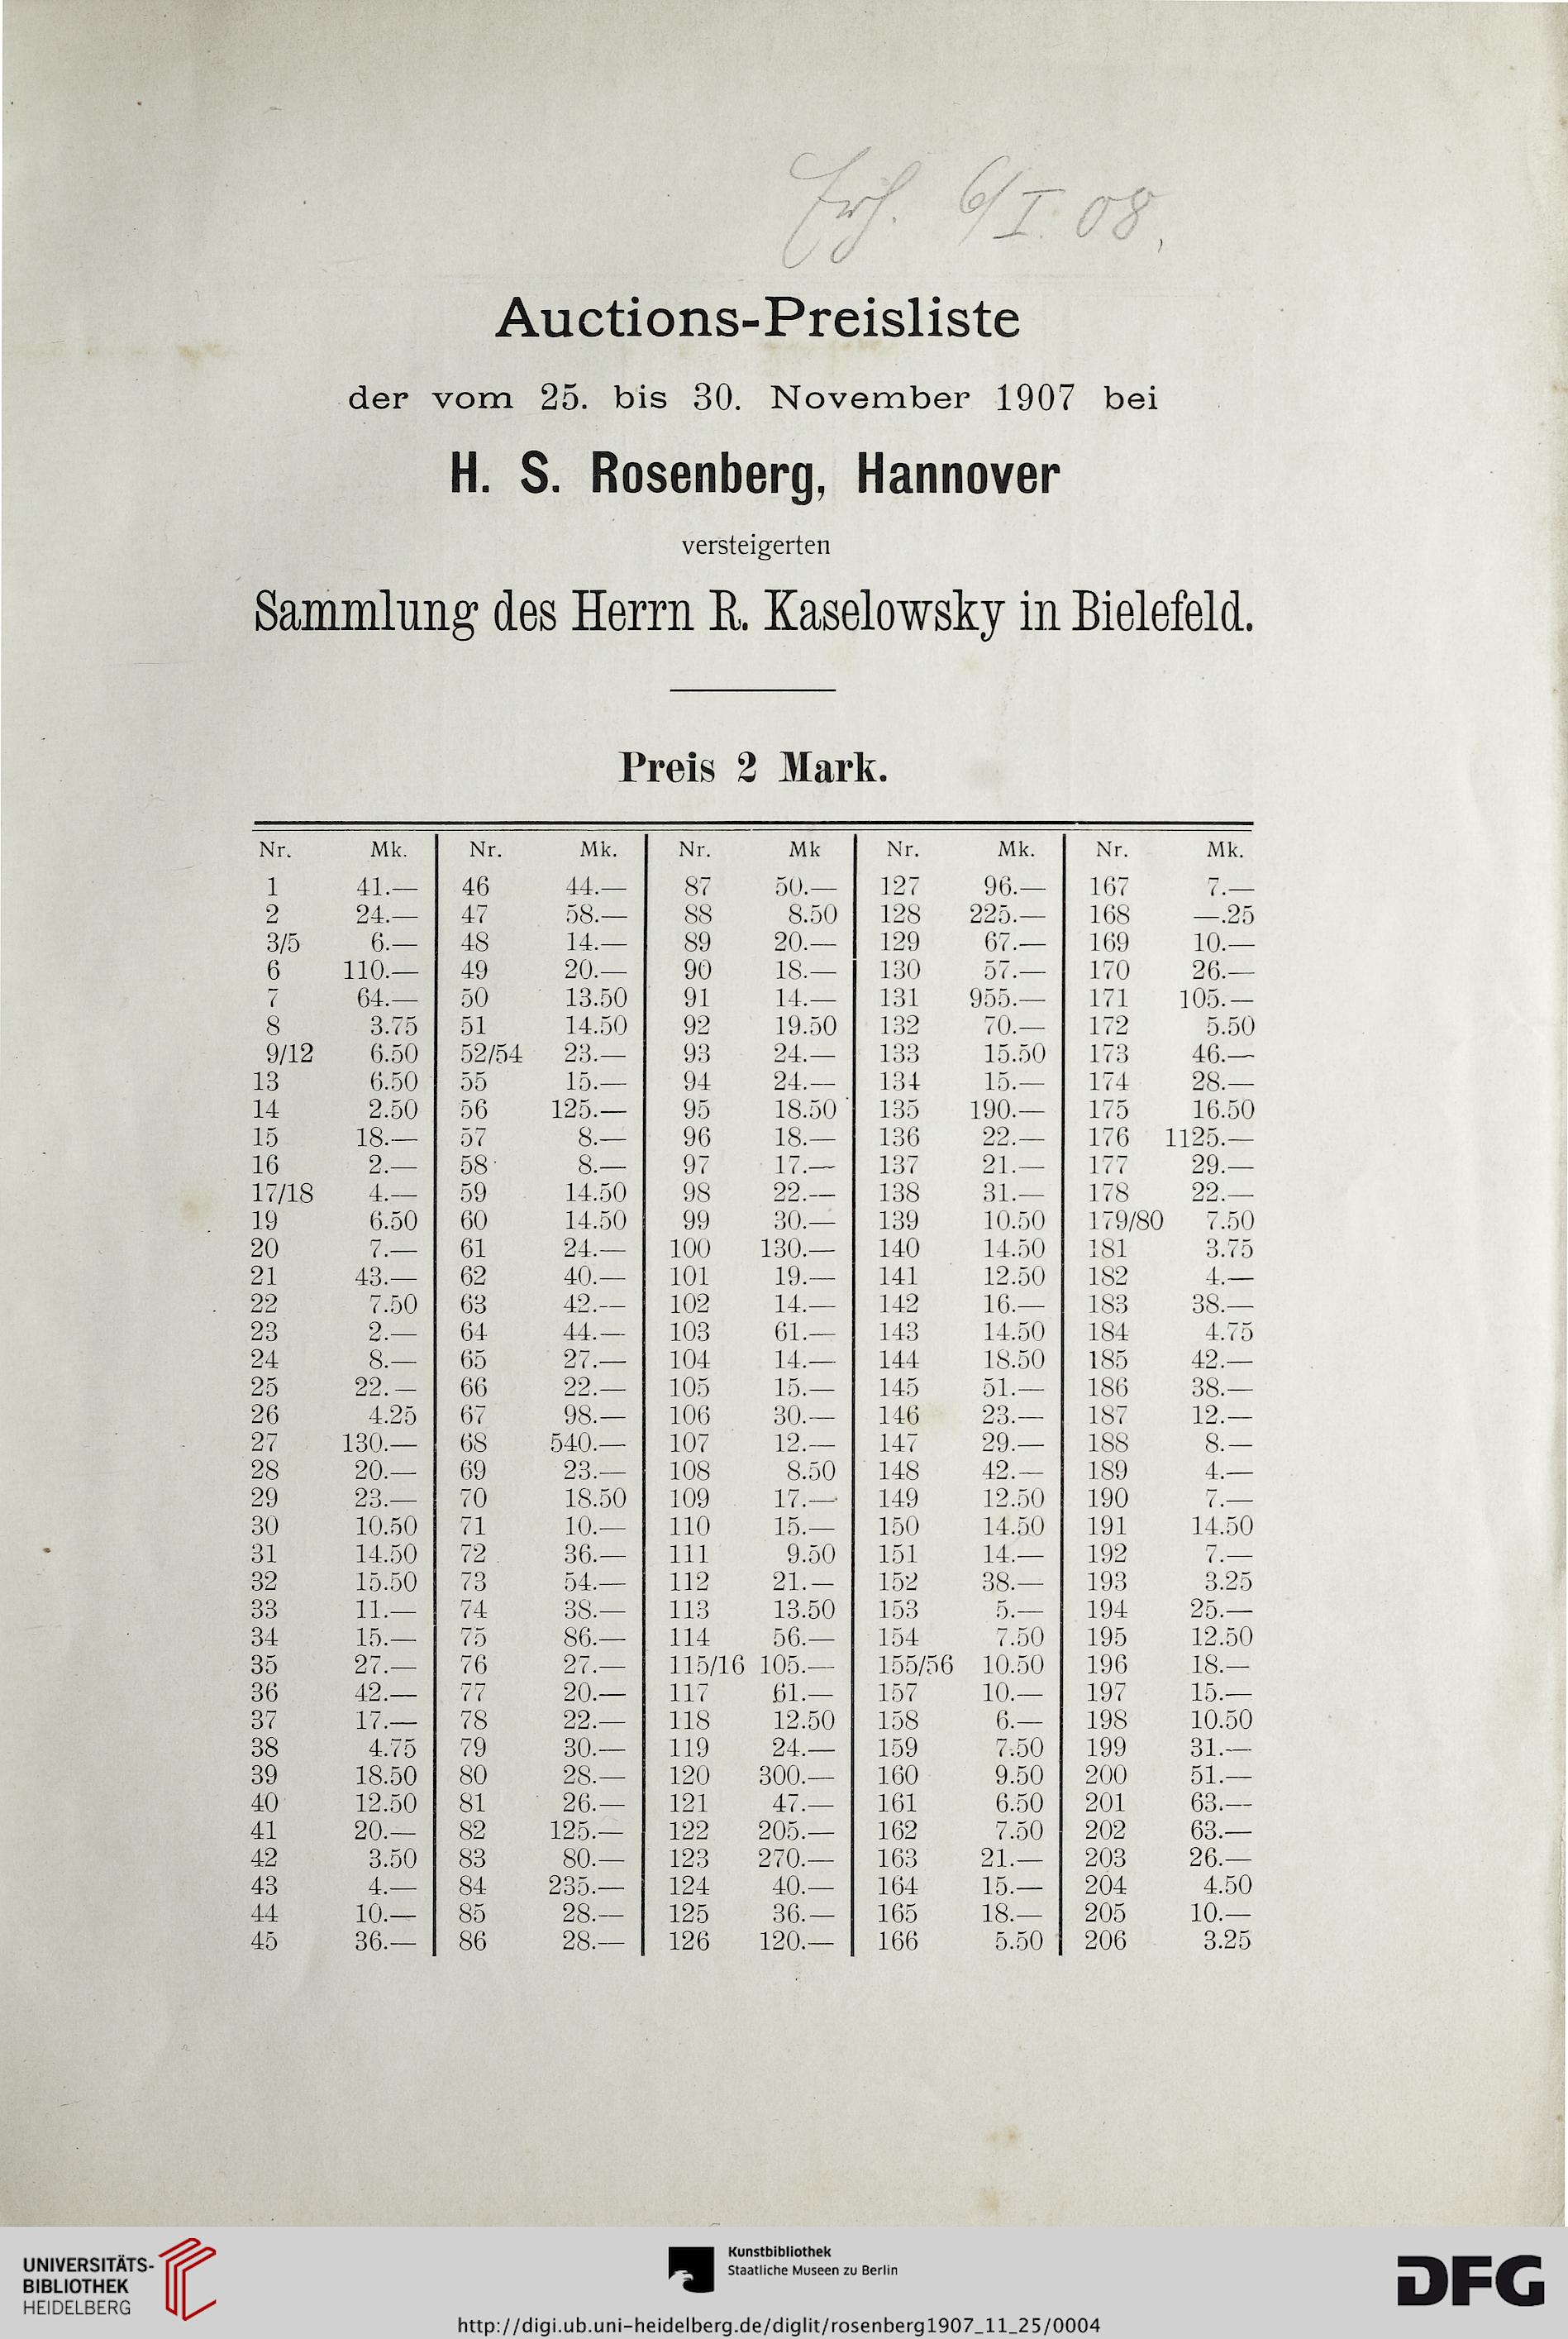 Erh. 6/I. 08.
Auctions-Preisliste
der vom 25. bis 30. November 1907 bei
H. S. Rosenberg, Hannover
versteigerten
Sammlung des Herrn R. Kaselowsky in Bielefeld.
Preis 2 Mark.
Nr. Mk. Nr. Mk. Nr. Mk Nr. Mk. Nr. Mk.
1 41.— 46 44.— 87 50.— 127 96.— 167 7.—
2 24.— 47 58.— 88 8.50 128 225.— 168 —.25
3/5 6.— 48 14.— 89 20.— 129 67.— 169 10.—
6 110.— 49 20.— 90 18.— 130 57.— 170 26.—
7 64.— 50 13.50 91 14.— 131 955.— 171 105.—
8 3.75 51 14.50 92 19.50 132 70.— 172 5.50
9/12 6.50 52/54 23.— 93 24.— 133 15.50 173 46.—
13 6.50 55 15.— 94 24.— 134 15.— 174 28.—
14 2.50 56 125.— 95 18.50 135 190.— 175 16.50
15 18.— 57 8.— 96 18.— 136 22.— 176 1125.—
16 2.— 58 8.— 97 17.— 137 21.— 177 29.—
17/18 4.— 59 14.50 98 22.— 138 31.— 178 22.—
19 6.50 60 14.50 99 30.— 139 10.50 179/80 7.50
20 7.— 61 24.— 100 130.— 140 14.50 181 3.75
21 43.— 62 40.— 101 19.— 141 12.50 182 4.—
22 7.50 63 42.— 102 14.— 142 16.— 183 38.—
23 2.— 64 44.— 103 61.— 143 14.50 184 4.75
24 8.— 65 27.— 104 14.— 144 18.50 185 42.—
25 22.— 66 22.— 105 15.— 145 51.— 186 38.—
26 4.25 67 98.— 106 30.— 146 23.— 187 12.—
27 130.— 68 540.— 107 12.— 147 29.— 188 8.—
28 20.— 69 23.— 108 8.50 148 42.— 189 4.—
29 23.— 70 18.50 109 17.— 149 12.50 190 7.—
30 10.50 71 10.— 110 15.— 150 14.50 191 14.50
31 14.50 72 36.— 111 9.50 151 14.— 192 7.—
32 15.50 73 54.— 112 21.— 152 38.— 193 3.25
33 11.— 74 38.— 113 13.50 153 5.— 194 25.—
34 15.— 75 86.— 114 56.— 154 7.50 195 12.50
35 27.— 76 27.— 115/16 105.— 155/56 10.50 196 18.—
36 42.— 77 20.— 117 61.— 157 10.— 197 15.—
37 17.— 78 22.— 118 12.50 158 6.— 198 10.50
38 4.75 79 30.— 119 24.— 159 7.50 199 31.—
39 18.50 80 28.— 120 300.— 160 9.50 200 51.—
40 12.50 81 26.— 121 47.— 161 6.50 201 63.—
41 20.— 82 125.— 122 205.— 162 7.50 202 63.—
42 3.50 83 80.— 123 270.— 163 21.— 203 26.—
43 4.— 84 235.— 124 40.— 164 15.— 204 4.50
44 10.— 85 28.— 125 36.— 165 18.— 205 10.—
45 36.— 86 28.— 126 120.— 166 5.50 206 3.25
UNIVERSITÄTS-
BIBLIOTHEK
HEIDELBERG
Kunstbibliothek
Staatliche Museen zu Berlin
DFG
http://digi.ub.uni-heidelberg.de/diglit/rosenberg1907_11_25/0004